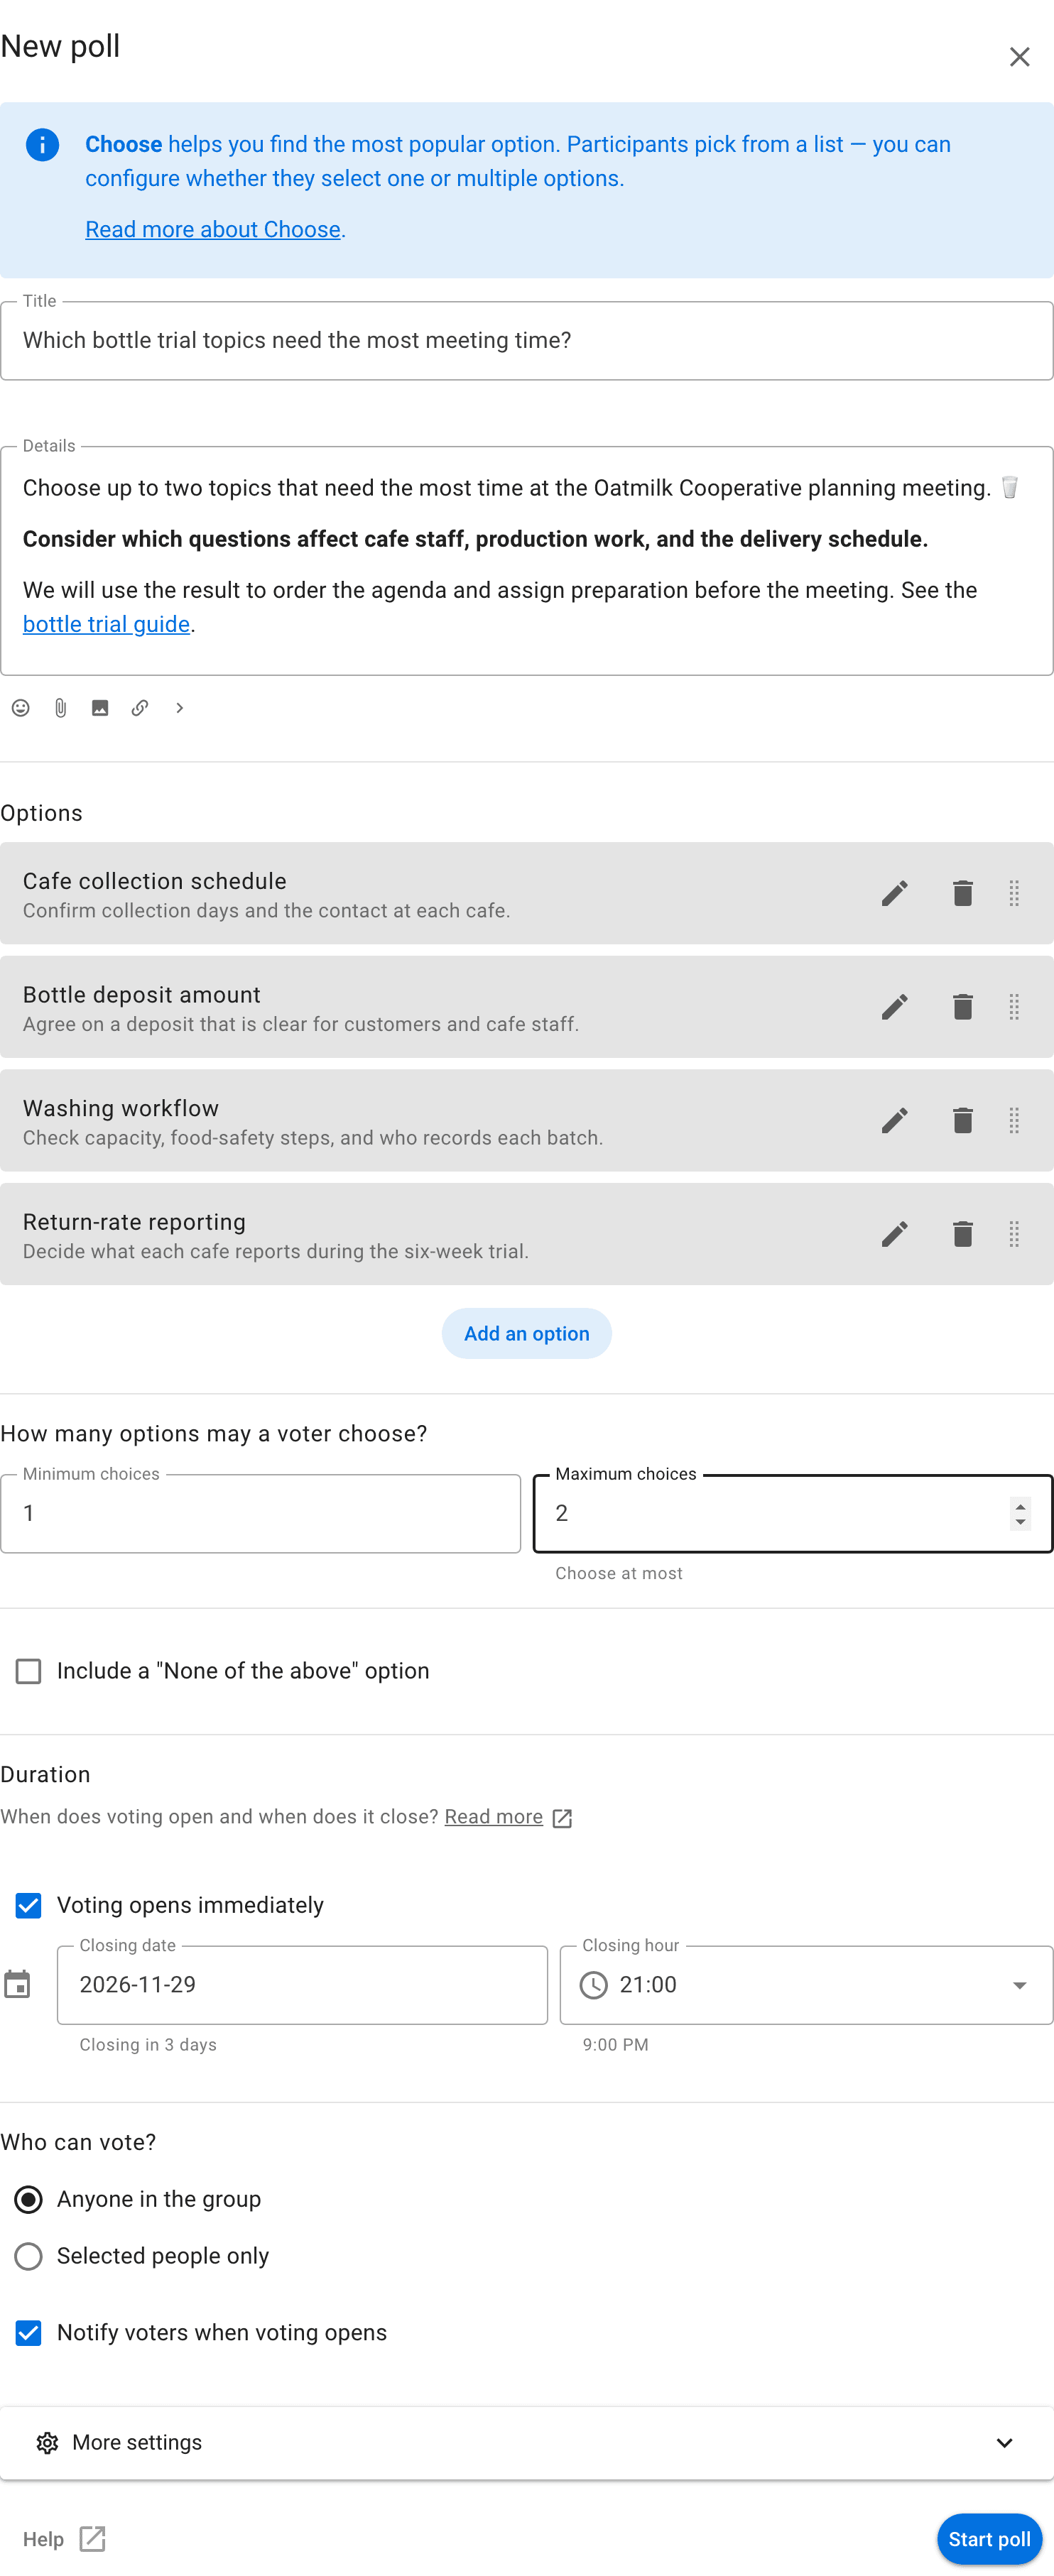 New poll
Choose helps you find the most popular option. Participants pick from a list — you can
configure whether they select one or multiple options.
Read more about Choose.
Title
Which bottle trial topics need the most meeting time?
Details
Choose up to two topics that need the most time at the Oatmilk Cooperative planning meeting. 🥛
Consider which questions affect cafe staff, production work, and the delivery schedule.
We will use the result to order the agenda and assign preparation before the meeting. See the
bottle trial guide.
Options
Cafe collection schedule
Confirm collection days and the contact at each cafe.
Bottle deposit amount
Agree on a deposit that is clear for customers and cafe staff.
Washing workflow
Check capacity, food-safety steps, and who records each batch.
Return-rate reporting
Decide what each cafe reports during the six-week trial.
Add an option
How many options may a voter choose?
Minimum choices
1
Maximum choices
2
Choose at most
Include a "None of the above" option
Duration
When does voting open and when does it close? Read more
Voting opens immediately
Closing date
2026-11-29
Closing in 3 days
Closing hour
21:00
9:00 PM
Who can vote?
Anyone in the group
Selected people only
Notify voters when voting opens
More settings
Help
Start poll